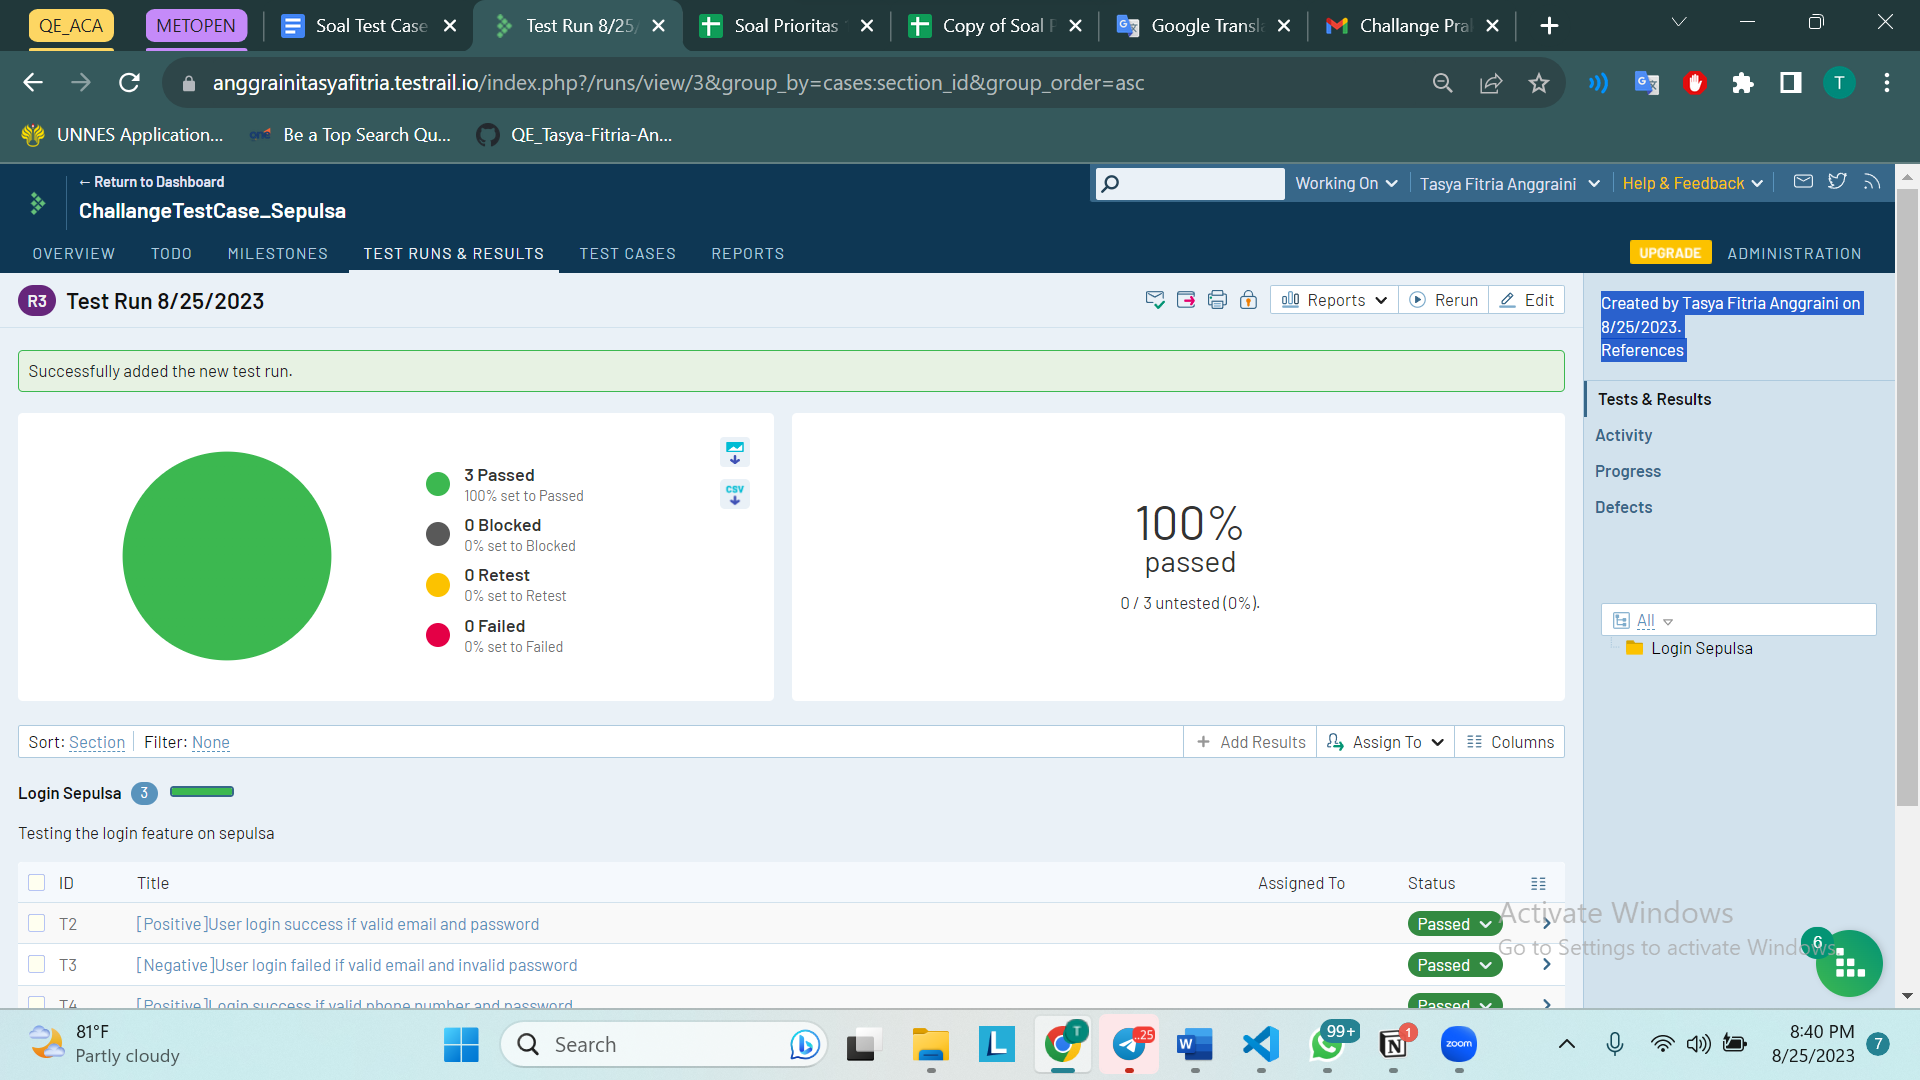 QE_ACA
METOPEN
Soal Test Case
Test Run 8/25/
Soal Prioritas
Copy of Soal P
Google Transla
Challange Pra
anggrainitasyafitria.testrail.io/index.php?/runs/view/3&group_by=cases:section_id&group_order=asc
T
UNNES Application...
one
Be a Top Search Qu...
QE_Tasya-Fitria-An...
← Return to Dashboard
ChallangeTestCase_Sepulsa
Working On
Tasya Fitria Anggraini
Help & Feedback
OVERVIEW
TODO
MILESTONES
TEST RUNS & RESULTS
TEST CASES
REPORTS
UPGRADE
ADMINISTRATION
R3
Test Run 8/25/2023
Reports
Rerun
Edit
Created by Tasya Fitria Anggraini on
8/25/2023.
References
Successfully added the new test run.
Tests & Results
Activity
Progress
Defects
3 Passed
100% set to Passed
0 Blocked
0% set to Blocked
0 Retest
0% set to Retest
0 Failed
0% set to Failed
CSV
100%
passed
0 / 3 untested (0%).
All
Login Sepulsa
Sort: Section
Filter: None
+ Add Results
Assign To
Columns
Login Sepulsa 3
Testing the login feature on sepulsa
ID
Title
Assigned To
Status
T2
[Positive]User login success if valid email and password
Passed
T3
[Negative]User login failed if valid email and invalid password
Passed
T4
[Positive]Login success if valid phone number and password
Passed
Activate Windows
Go to Settings to activate Windows.
6
81°F
Partly cloudy
Search
T
..25
99+
1
zoom
8:40 PM
8/25/2023
7